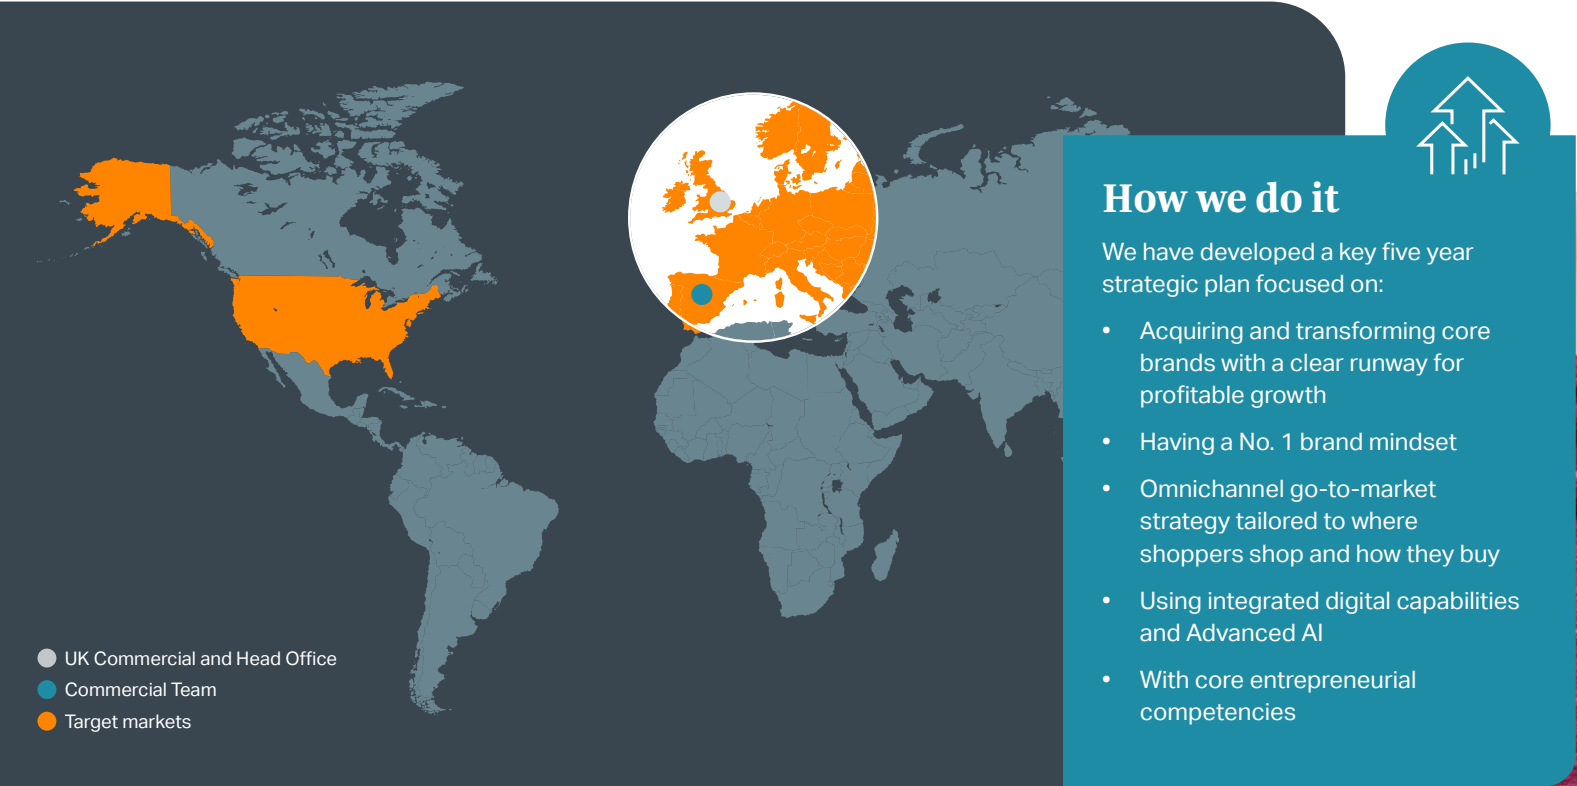 How we do it
We have developed a key five year
strategic plan focused on:
• Acquiring and transforming core
brands with a clear runway for
profitable growth
• Having a No. 1 brand mindset
• Omnichannel go-to-market
strategy tailored to where
shoppers shop and how they buy
• Using integrated digital capabilities
and Advanced AI
• With core entrepreneurial
competencies
UK Commercial and Head Office
Commercial Team
Target markets